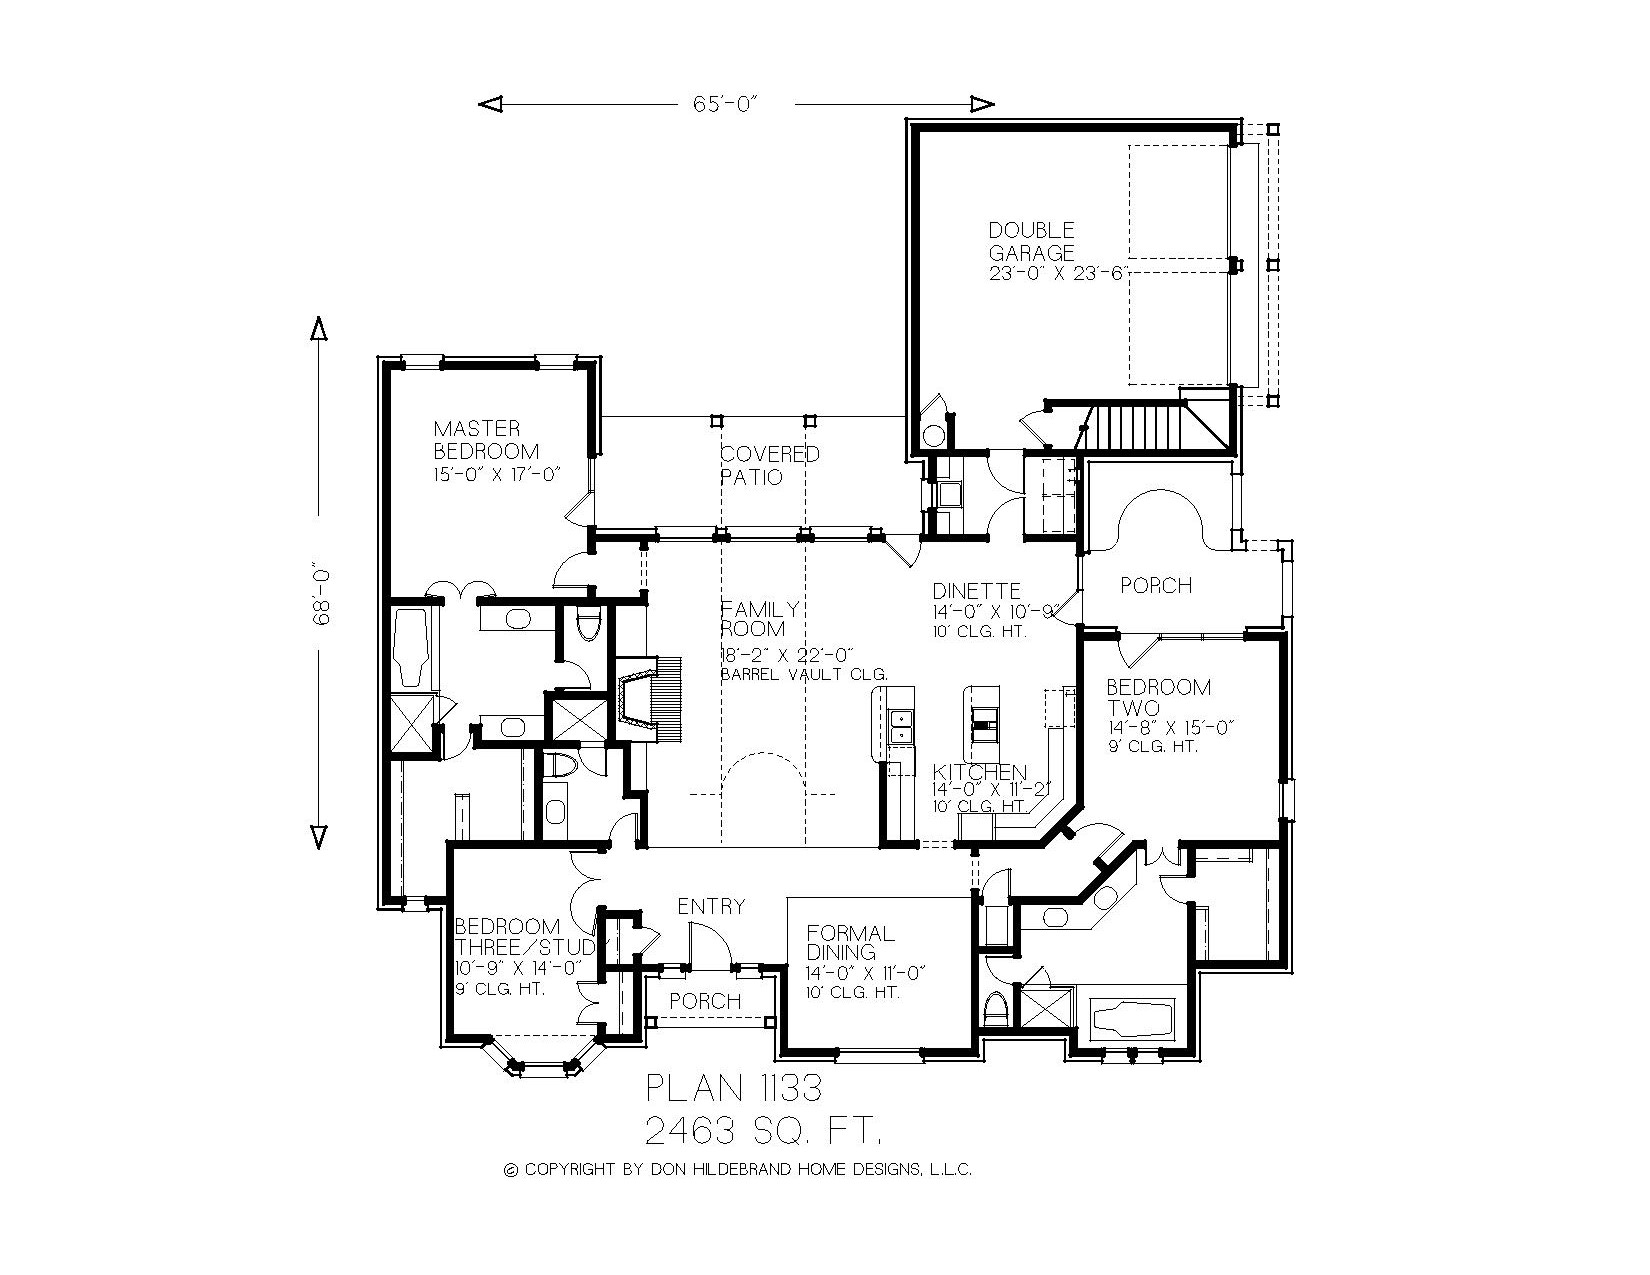 65'-0"
DOUBLE
GARAGE
23'-0" X 23'-6"
68'-0"
MASTER
BEDROOM
15'-0" X 17'-0"
COVERED
PATIO
FAMILY
ROOM
18'-2" X 22'-0"
BARREL VAULT CLG.
DINETTE
14'-0" X 10'-9"
10' CLG. HT.
PORCH
BEDROOM
TWO
14'-8" X 15'-0"
9' CLG. HT.
KITCHEN
14'-0" X 11'-2"
10' CLG. HT.
ENTRY
BEDROOM
THREE/STUDY
10'-9" X 14'-0"
9' CLG. HT.
FORMAL
DINING
14'-0" X 11'-0"
10' CLG. HT.
PORCH
PLAN 1133
2463 SQ. FT.
© COPYRIGHT BY DON HILDEBRAND HOME DESIGNS, L.L.C.